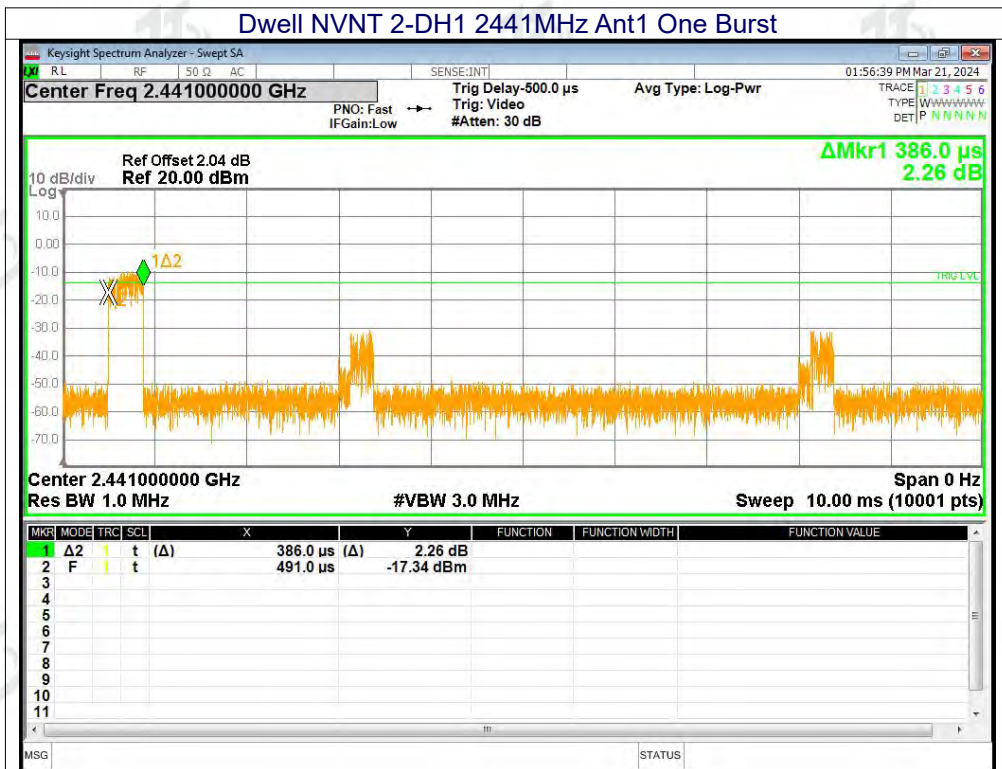 Dwell NVNT 2-DH1 2441MHz Ant1 One Burst
Keysight Spectrum Analyzer - Swept SA
LXI RL RF 50 Ω AC SENSE:INT 01:56:39 PM Mar 21, 2024
Center Freq 2.441000000 GHz Trig Delay-500.0 µs Avg Type: Log-Pwr TRACE 1 2 3 4 5 6
PNO: Fast Trig: Video TYPE WWWWWW
IFGain:Low #Atten: 30 dB DET P N N N N N
Ref Offset 2.04 dB ΔMkr1 386.0 µs
10 dB/div Ref 20.00 dBm 2.26 dB
Log
10.0
0.00
1Δ2
-10.0
TRIG LVL
-20.0
-30.0
-40.0
-50.0
-60.0
-70.0
Center 2.441000000 GHz Span 0 Hz
Res BW 1.0 MHz #VBW 3.0 MHz Sweep 10.00 ms (10001 pts)
MKR MODE TRC SCL X Y FUNCTION FUNCTION WIDTH FUNCTION VALUE
1 Δ2 1 t (Δ) 386.0 µs (Δ) 2.26 dB
2 F 1 t 491.0 µs -17.34 dBm
3
4
5
6
7
8
9
10
11
MSG STATUS